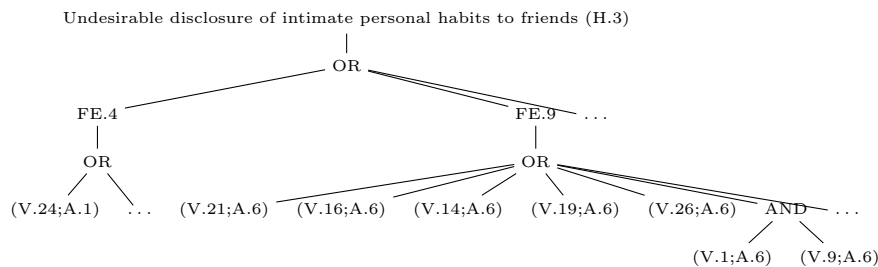 Undesirable disclosure of intimate personal habits to friends (H.3)
OR
FE.4 FE.9 ...
OR OR
(V.24;A.1) ... (V.21;A.6) (V.16;A.6) (V.14;A.6) (V.19;A.6) (V.26;A.6) AND ...
(V.1;A.6) (V.9;A.6)